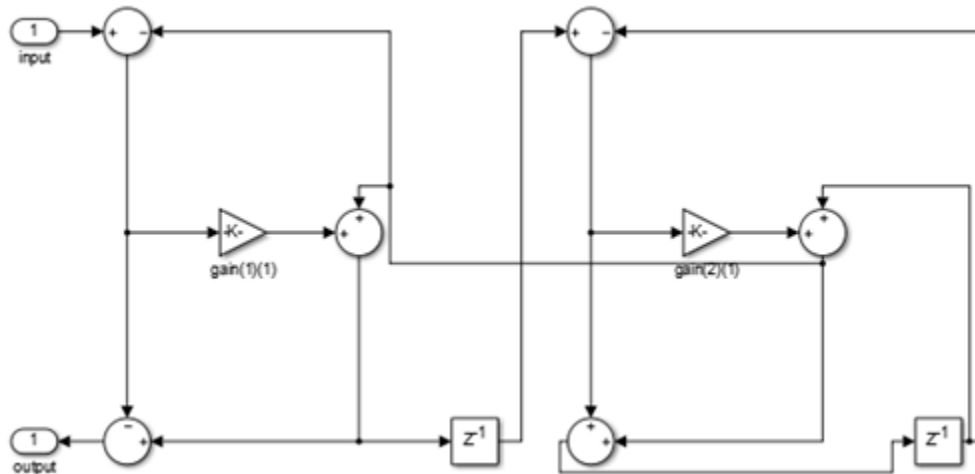 1
input
+
-
+
-
-K-
gain(1)(1)
+
+
-K-
gain(2)(1)
+
+
1
output
-
+
Z-1
+
+
Z-1